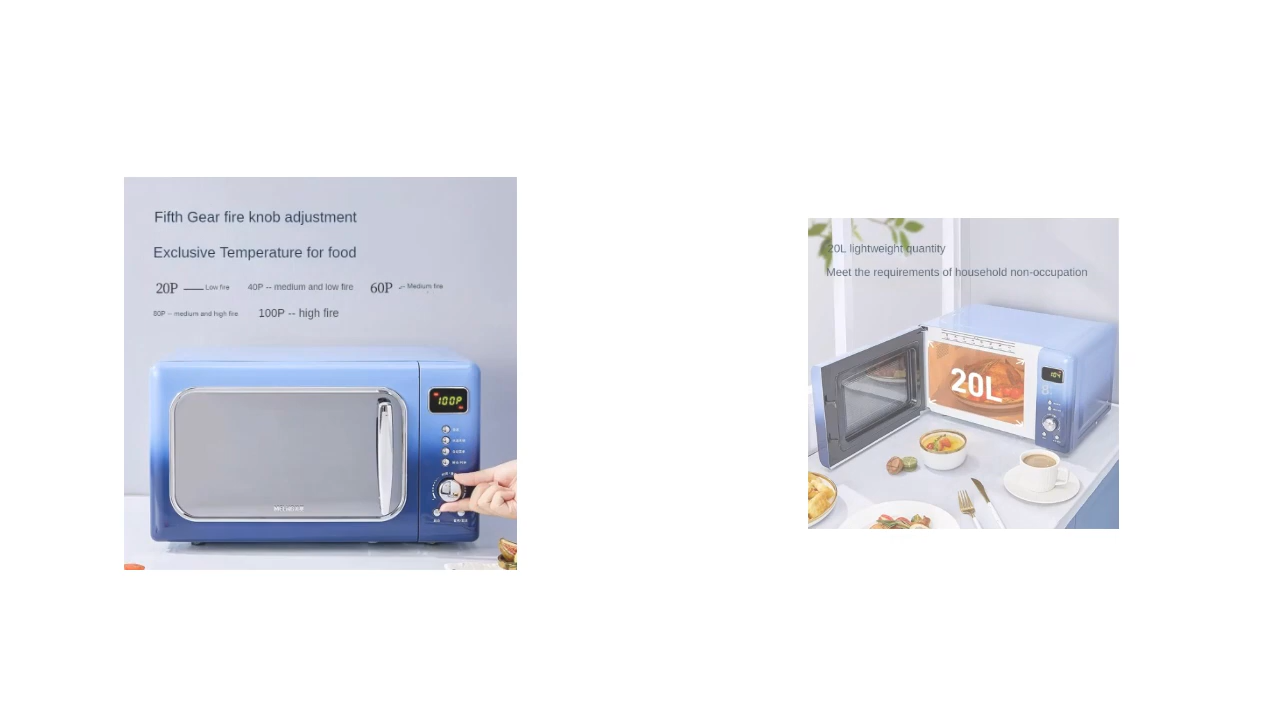 Fifth Gear fire knob adjustment
Exclusive Temperature for food
20P — Low fire 40P -- medium and low fire 60P -- Medium fire
80P -- medium and high fire 100P -- high fire
100P
20L lightweight quantity
Meet the requirements of household non-occupation
20L